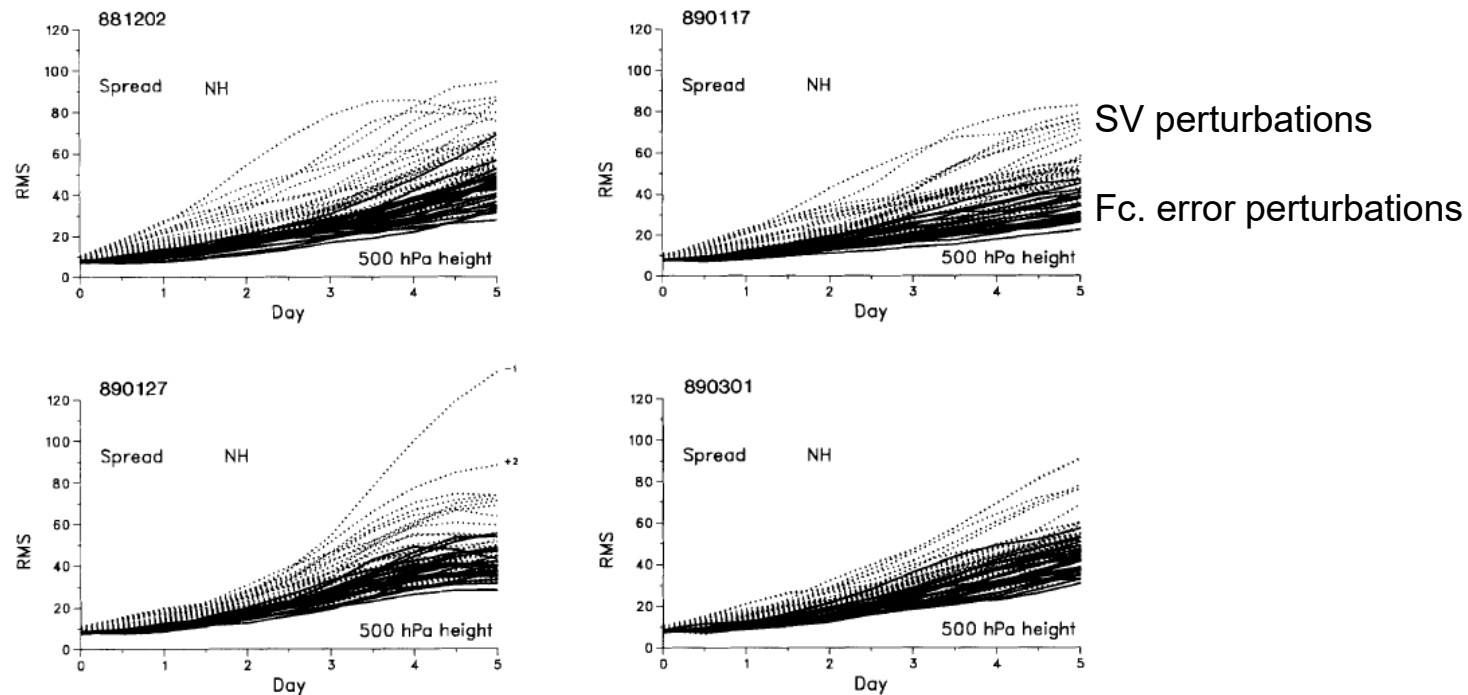 881202
120
100
80
60
40
20
0
RMS
Spread NH
500 hPa height
0 1 2 3 4 5
Day
890117
120
100
80
60
40
20
0
RMS
Spread NH
500 hPa height
0 1 2 3 4 5
Day
SV perturbations
Fc. error perturbations
890127
120
100
80
60
40
20
0
RMS
Spread NH
-1
+2
500 hPa height
0 1 2 3 4 5
Day
890301
120
100
80
60
40
20
0
RMS
Spread NH
500 hPa height
0 1 2 3 4 5
Day